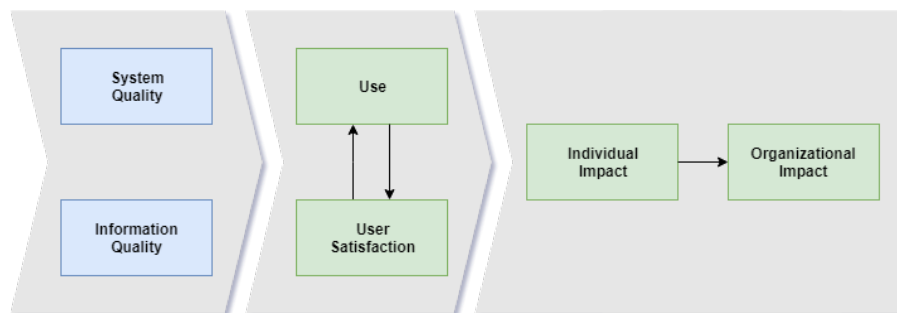 System
Quality
Information
Quality
Use
User
Satisfaction
Individual
Impact
Organizational
Impact